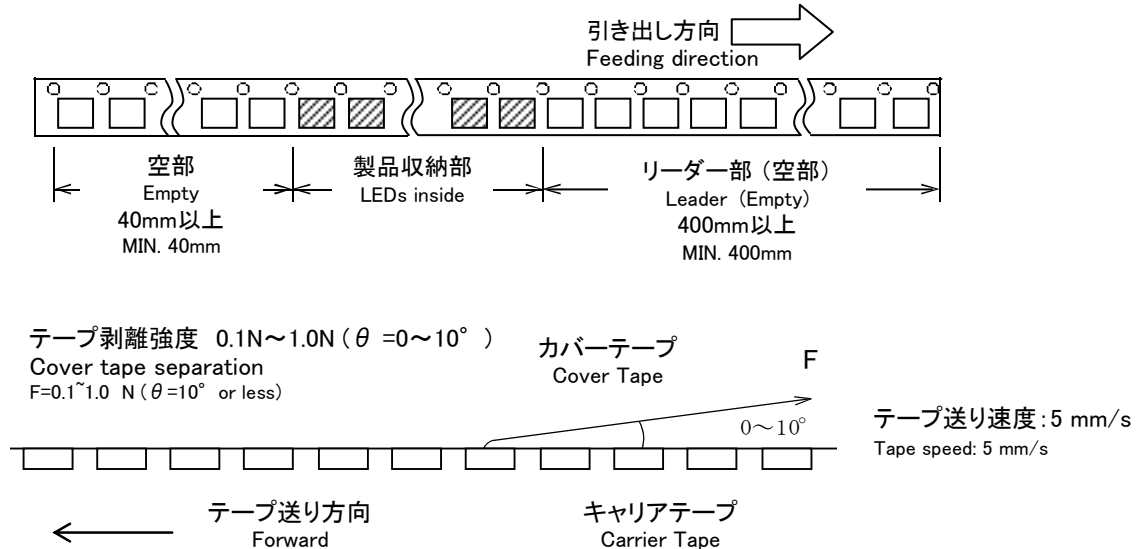 引き出し方向
Feeding direction
空部
Empty
40mm以上
MIN. 40mm
製品収納部
LEDs inside
リーダー部（空部）
Leader (Empty)
400mm以上
MIN. 400mm
テープ剥離強度 0.1N～1.0N（θ =0～10°）
Cover tape separation
F=0.1~1.0 N（θ=10° or less）
カバーテープ
Cover Tape
F
0～10°
テープ送り速度：5 mm/s
Tape speed: 5 mm/s
テープ送り方向
Forward
キャリアテープ
Carrier Tape